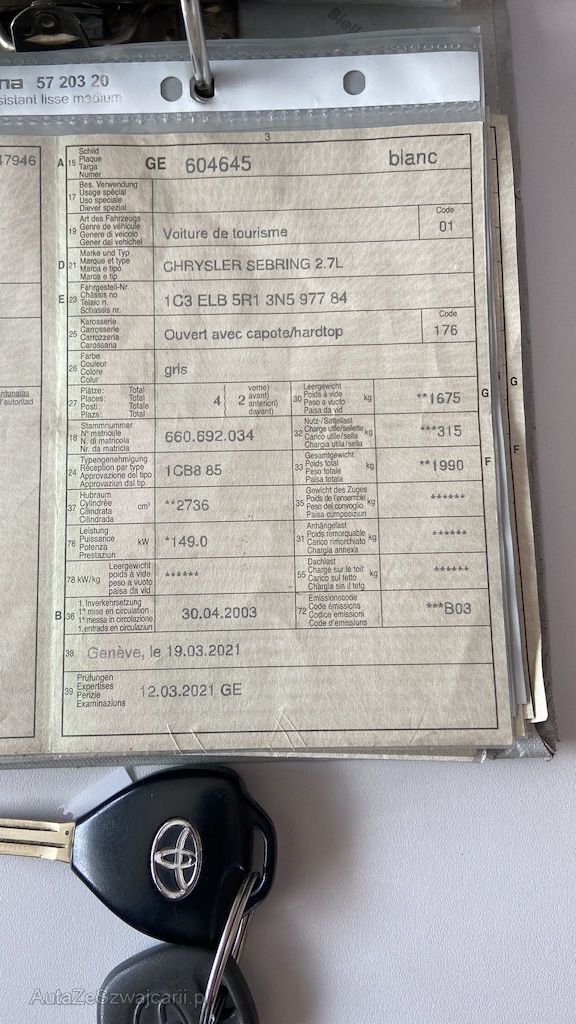 na 57 203 20
sistant lisse medium
Biell
3
47946
A 15 Schild Plaque Targa Numer GE 604645 blanc
17 Bes. Verwendung Usage spécial Uso speciale Diever spezial
19 Art des Fahrzeugs Genre de véhicule Genere di veicolo Gener dal vehichel Voiture de tourisme Code 01
D 21 Marke und Typ Marque et type Marca e tipo Marca e tip CHRYSLER SEBRING 2.7L
E 23 Fahrgestell-Nr. Châssis no Telaio n. Schassis nr. 1C3 ELB 5R1 3N5 977 84
25 Karosserie Carrosserie Carrozzeria Carossaria Ouvert avec capote/hardtop Code 176
26 Farbe Couleur Colore Calur gris
27 Plätze: Total Places: Total Posti: Totale Plazs: Total 4 ( 2 vorne) avant) anteriori) davant)
30 Leergewicht Poids à vide Peso a vuoto Paisa da vid kg **1675 G
18 Stammnummer N° matricule N. di matricola Nr. da matricla 660.692.034
32 Nutz-/Sattellast Charge utile/sellette Carico utile/sella Chargia utila/sella kg ***315
24 Typengenehmigung Réception par type Approvazione del tipo Approvaziun dal tip 1CB8 85
33 Gesamtgewicht Poids total Peso totale Paisa totala kg **1990 F
37 Hubraum Cylindrée Cilindrata Cilindrada cm³ **2736
35 Gewicht des Zuges Poids de l'ensemble Peso del convoglio Paisa cumposiziun kg ******
76 Leistung Puissance Potenza Prestaziun kW *149.0
31 Anhängelast Poids remorquable Carico rimorchiato Chargia annexa kg ******
78 kW/kg Leergewicht poids à vide peso a vuoto paisa da vid ******
55 Dachlast Charge sur le toit Carico sul tetto Chargia sin il tetg kg ******
B 36 1. Inverkehrsetzung 1re mise en circulation 1a messa in circolazione 1. entrada en circulaziun 30.04.2003
72 Emissionscode Code émissions Codice emissioni Code d'emissiuns ***B03
38 Genève, le 19.03.2021
39 Prüfungen Expertises Perizie Examinaziuns 12.03.2021 GE
G
F
AutaZeSzwajcarii.p